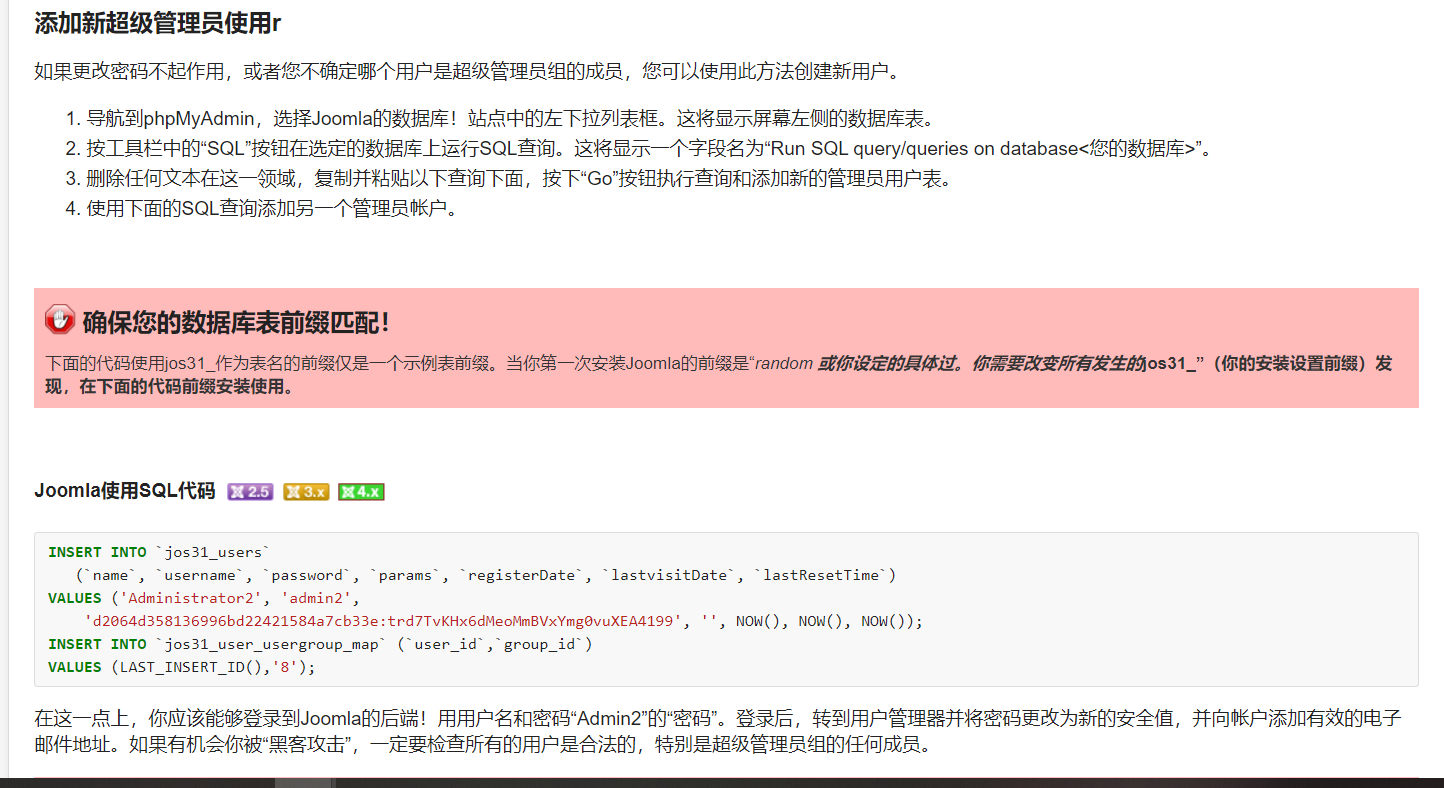 添加新超级管理员使用r
如果更改密码不起作用，或者您不确定哪个用户是超级管理员组的成员，您可以使用此方法创建新用户。
1. 导航到phpMyAdmin，选择Joomla的数据库！站点中的左下拉列表框。这将显示屏幕左侧的数据库表。
2. 按工具栏中的“SQL”按钮在选定的数据库上运行SQL查询。这将显示一个字段名为“Run SQL query/queries on database<您的数据库>”。
3. 删除任何文本在这一领域，复制并粘贴以下查询下面，按下“Go”按钮执行查询和添加新的管理员用户表。
4. 使用下面的SQL查询添加另一个管理员帐户。
确保您的数据库表前缀匹配！
下面的代码使用jos31_作为表名的前缀仅是一个示例表前缀。当你第一次安装Joomla的前缀是“random 或你设定的具体过。你需要改变所有发生的jos31_”（你的安装设置前缀）发
现，在下面的代码前缀安装使用。
Joomla使用SQL代码 2.5 3.x 4.x
INSERT INTO `jos31_users`
(`name`, `username`, `password`, `params`, `registerDate`, `lastvisitDate`, `lastResetTime`)
VALUES ('Administrator2', 'admin2',
'd2064d358136996bd22421584a7cb33e:trd7TvKHx6dMeoMmBVxYmg0vuXEA4199', '', NOW(), NOW(), NOW());
INSERT INTO `jos31_user_usergroup_map` (`user_id`,`group_id`)
VALUES (LAST_INSERT_ID(),'8');
在这一点上，你应该能够登录到Joomla的后端！用用户名和密码“Admin2”的“密码”。登录后，转到用户管理器并将密码更改为新的安全值，并向帐户添加有效的电子
邮件地址。如果有机会你被“黑客攻击”，一定要检查所有的用户是合法的，特别是超级管理员组的任何成员。